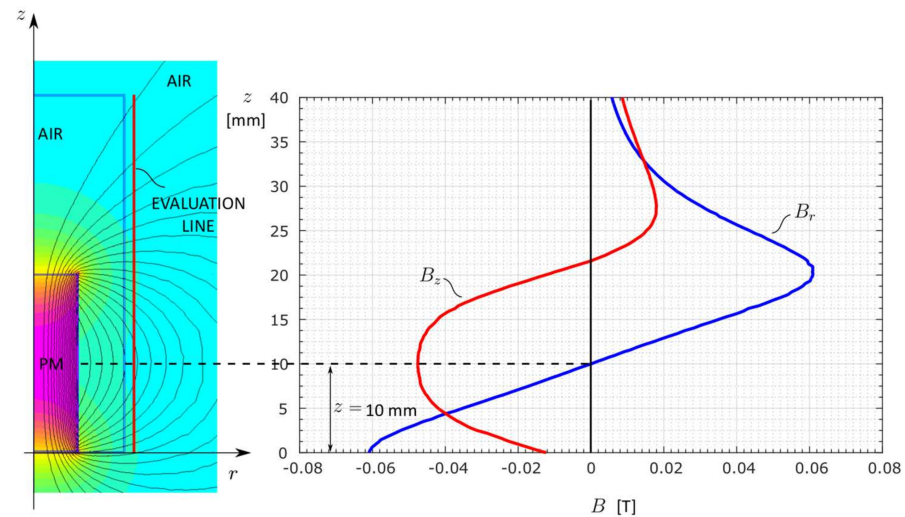 z
AIR
AIR
EVALUATION
LINE
PM
r
z
[mm]
40
35
30
25
20
15
10
5
0
B_r
B_z
z = 10 mm
-0.08
-0.06
-0.04
-0.02
0
0.02
0.04
0.06
0.08
B [T]